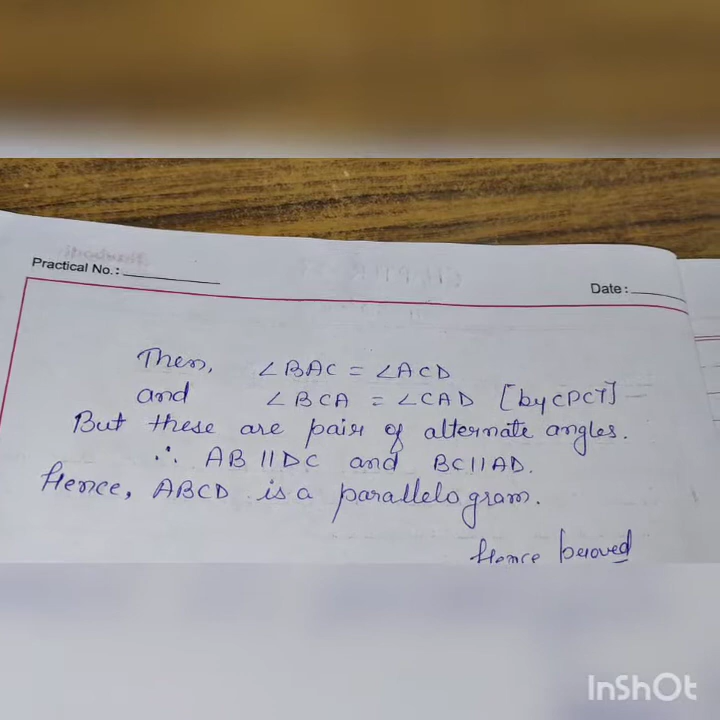 Practical No.:
Date:
Then, ∠BAC = ∠ACD
and ∠BCA = ∠CAD [by CPCT]
But these are pair of alternate angles.
∴ AB || DC and BC || AD.
Hence, ABCD is a parallelogram.
Hence proved
InShOt